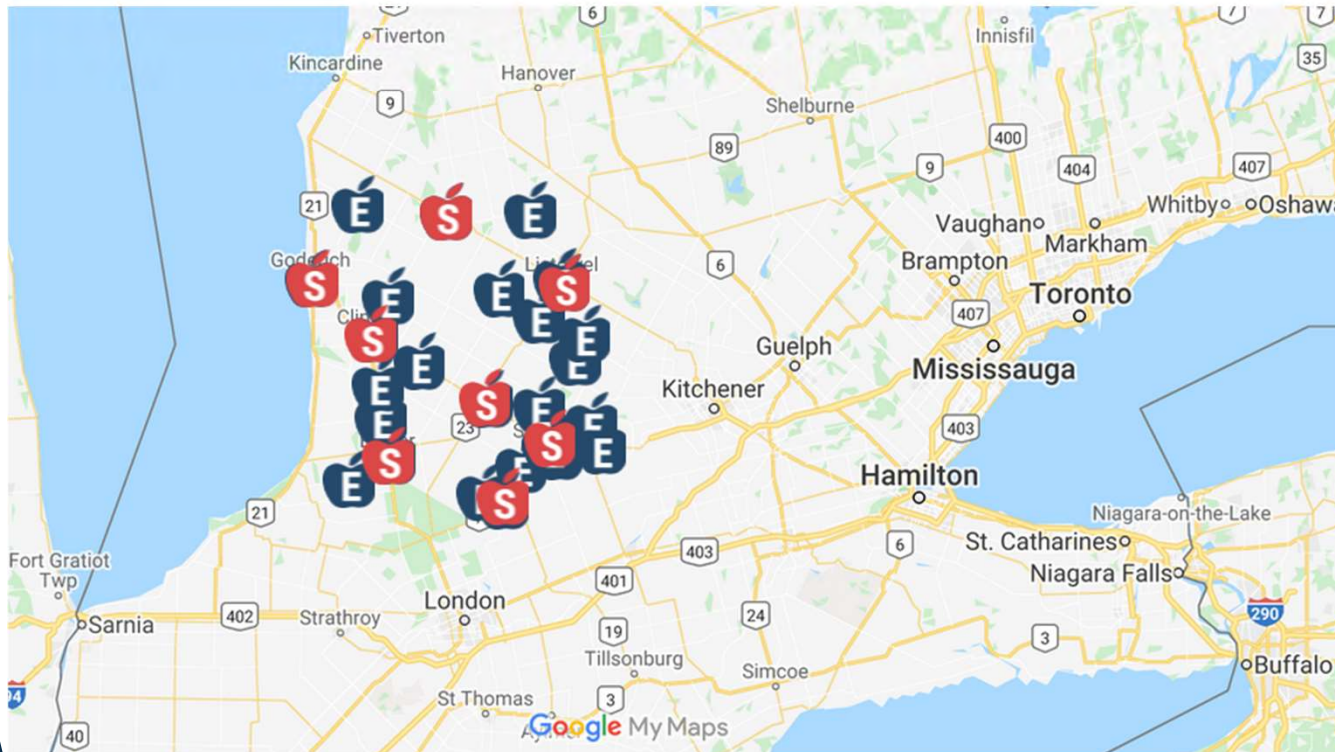 Tiverton
6
7
7
Innisfil
Kincardine
35
Hanover
9
Shelburne
400
89
9
404
407
21
E
S
E
Whitby
Oshaw
Vaughan
Markham
6
Brampton
S
E
E
S
Toronto
407
E
S
E
Guelph
Mississauga
E
E
E
Kitchener
S
E
E
23
E
403
S
E
S
E
E
Hamilton
S
21
Niagara-on-the-Lake
6
St. Catharines
403
Fort Gratiot
Twp
Niagara Falls
401
London
290
402
Strathroy
24
Sarnia
19
3
Tillsonburg
Simcoe
Buffalo
St Thomas
3
94
Google My Maps
40